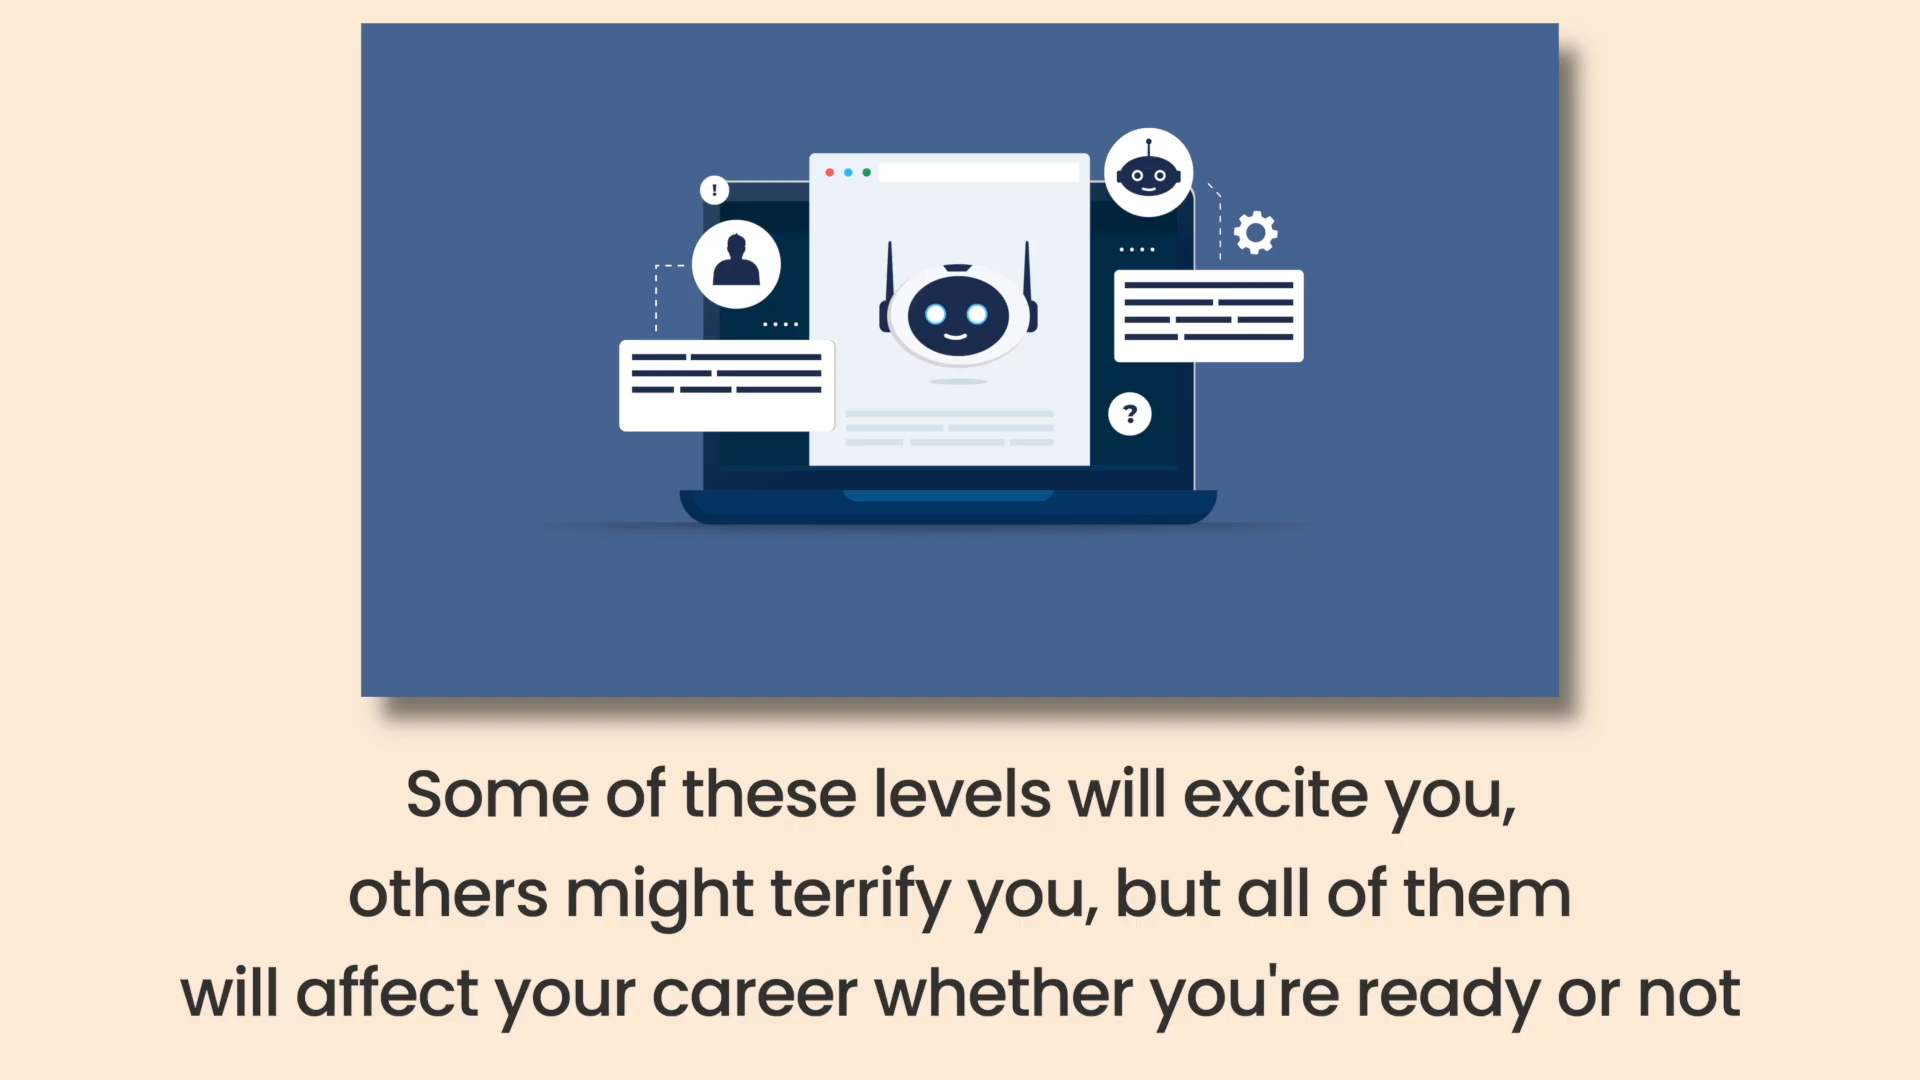 !
?
Some of these levels will excite you,
others might terrify you, but all of them
will affect your career whether you're ready or not